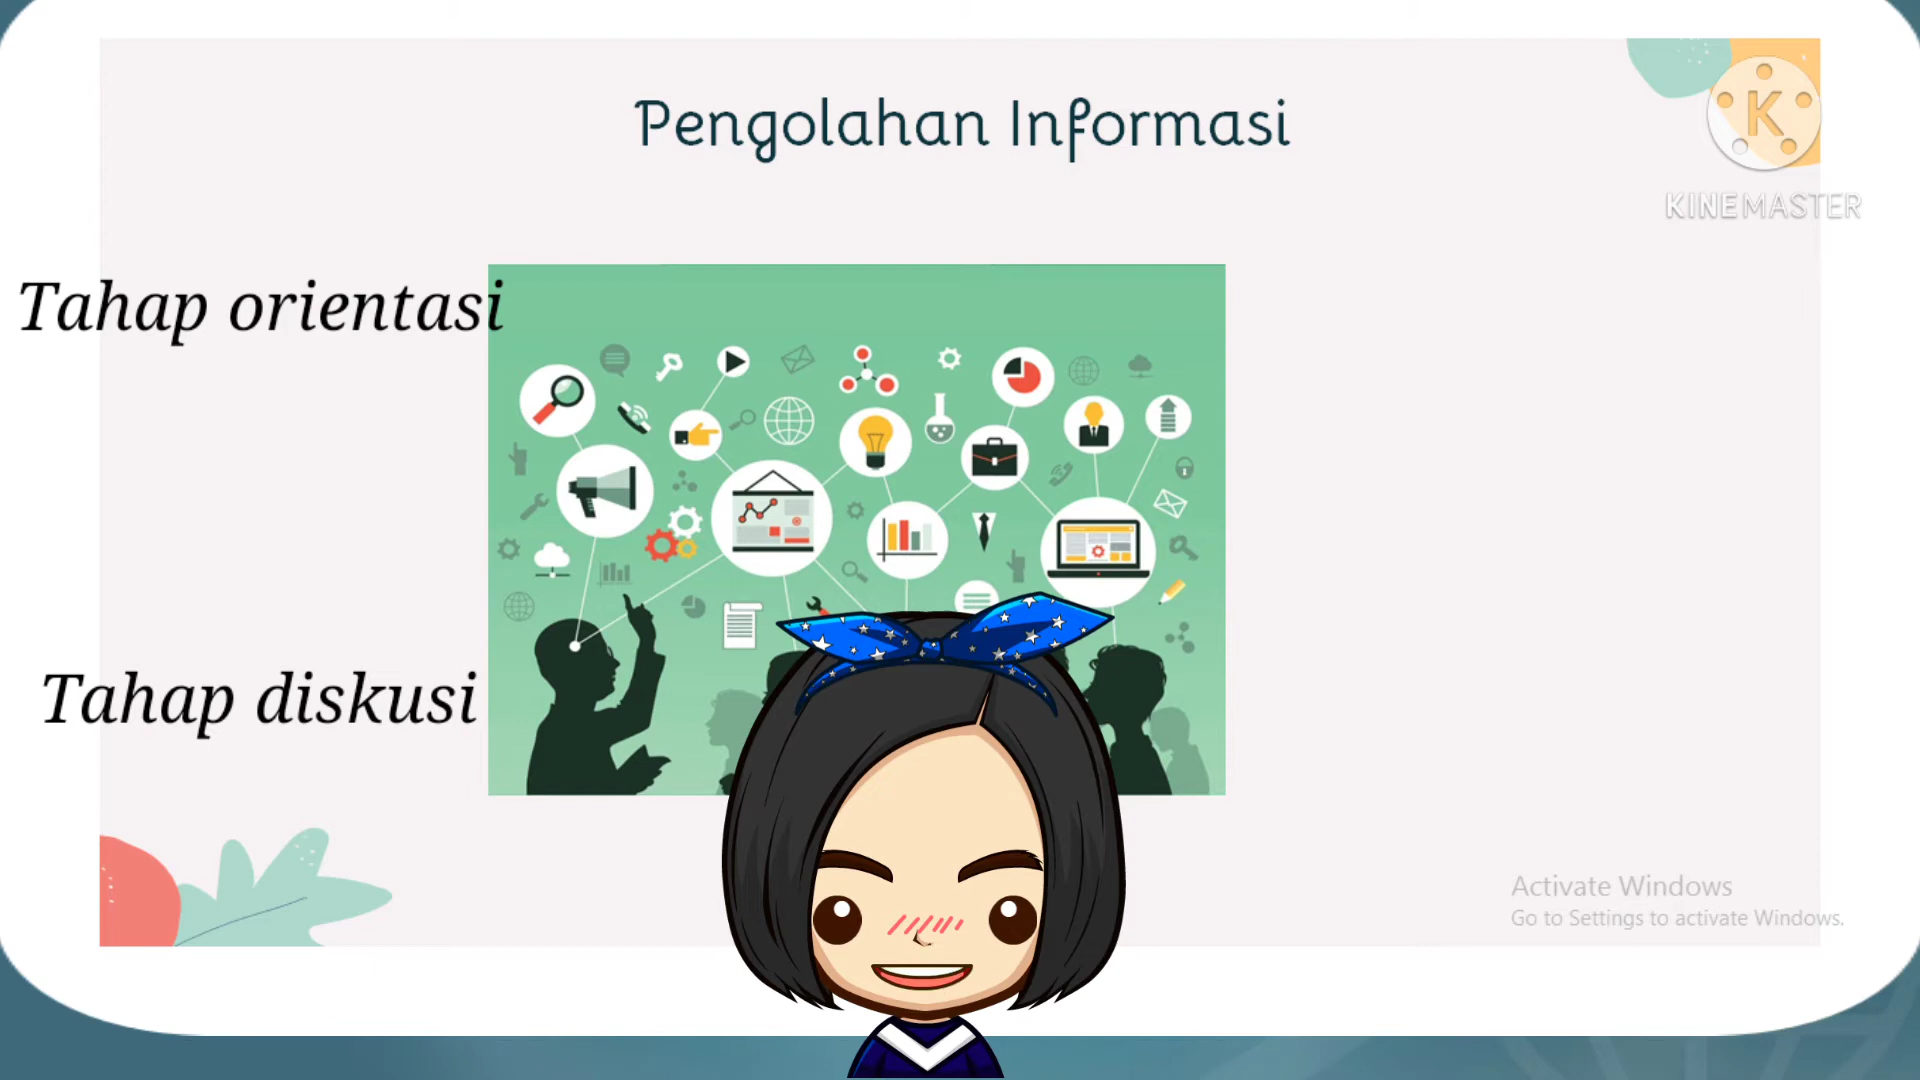 Pengolahan Informasi
K
KINEMASTER
Tahap orientasi
Tahap diskusi
Activate Windows
Go to Settings to activate Windows.